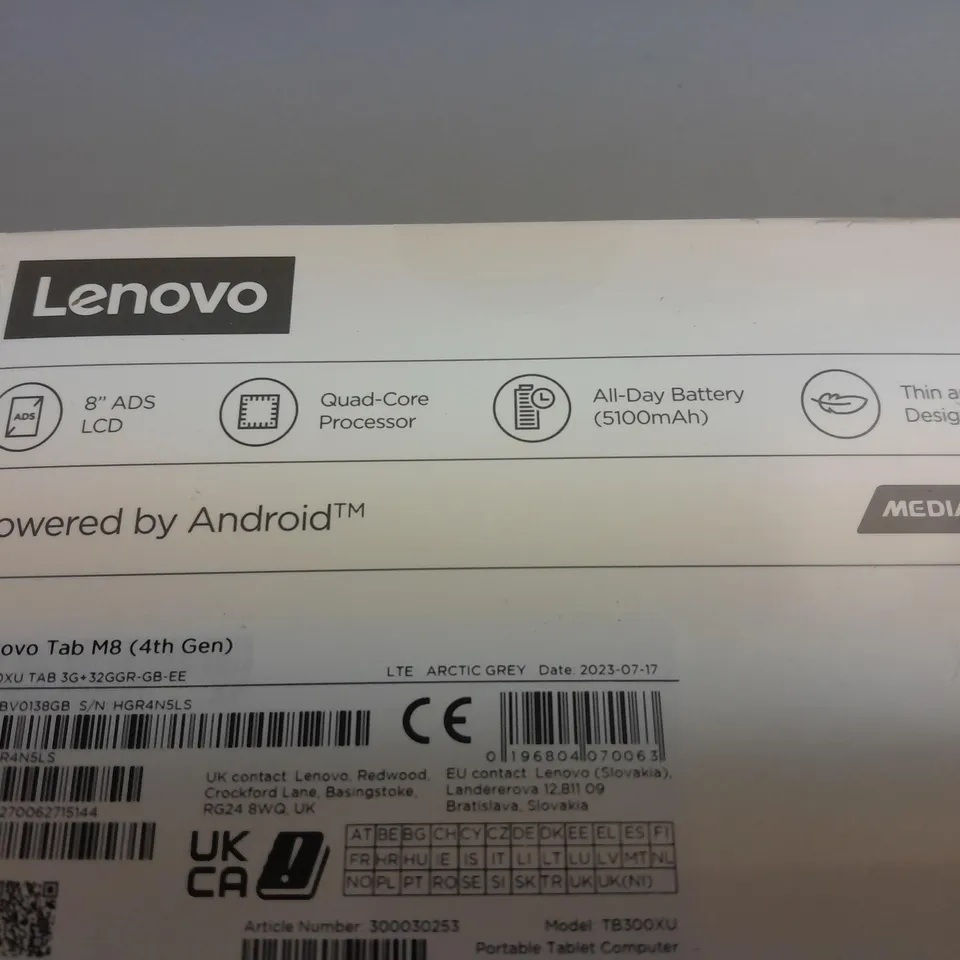 Lenovo
ADS
8” ADS
LCD
Quad-Core
Processor
All-Day Battery
(5100mAh)
Thin a
Desig
owered by Android™
MEDIA
ovo Tab M8 (4th Gen)
0XU TAB 3G+32GGR-GB-EE
LTE ARCTIC GREY Date: 2023-07-17
BV0138GB S/N: HGR4N5LS
CE
0 196804 070063
R4N5LS
270062715144
UK contact: Lenovo, Redwood,
Crockford Lane, Basingstoke,
RG24 8WQ, UK
EU contact: Lenovo (Slovakia),
Landererova 12,811 09
Bratislava, Slovakia
UK
CA
AT BE BG CH CY CZ DE DK EE EL ES FI
FR HR HU IE IS IT LI LT LU LV MT NL
NO PL PT RO SE SI SK TR UK UK(NI)
Article Number: 300030253
Model: TB300XU
Portable Tablet Computer